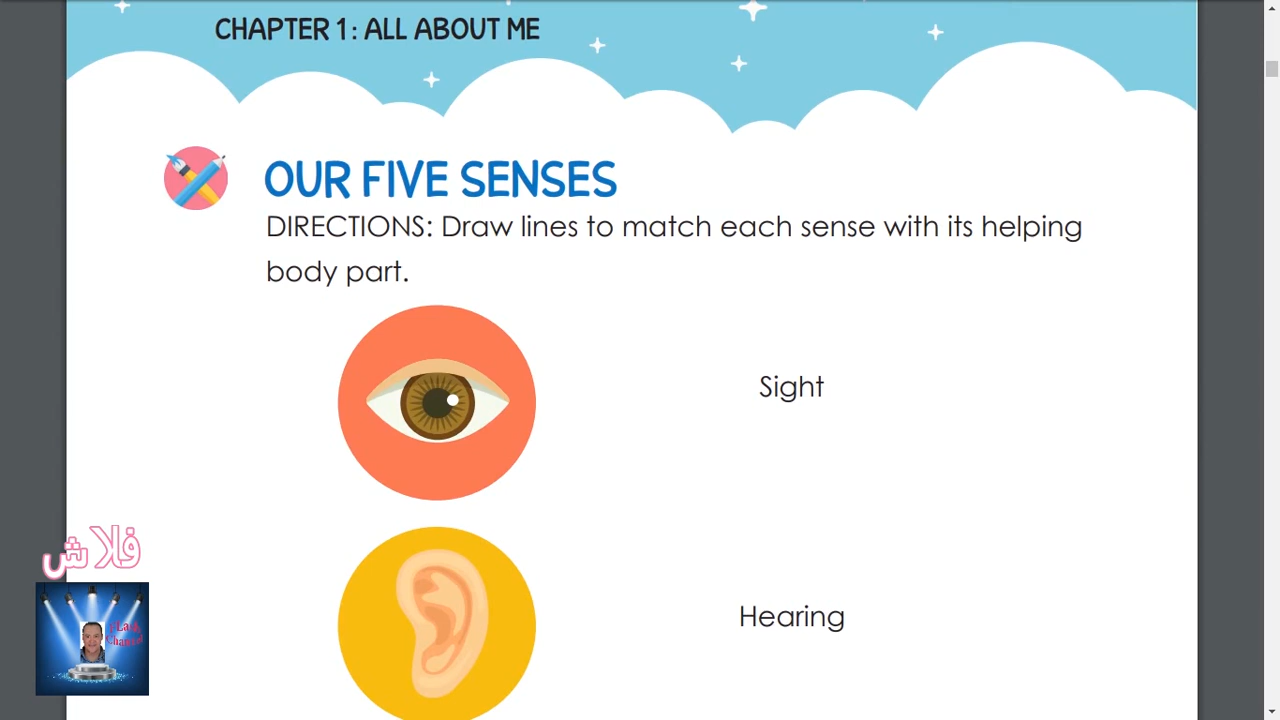 CHAPTER 1: ALL ABOUT ME
OUR FIVE SENSES
DIRECTIONS: Draw lines to match each sense with its helping
body part.
Sight
فلاش
Hearing